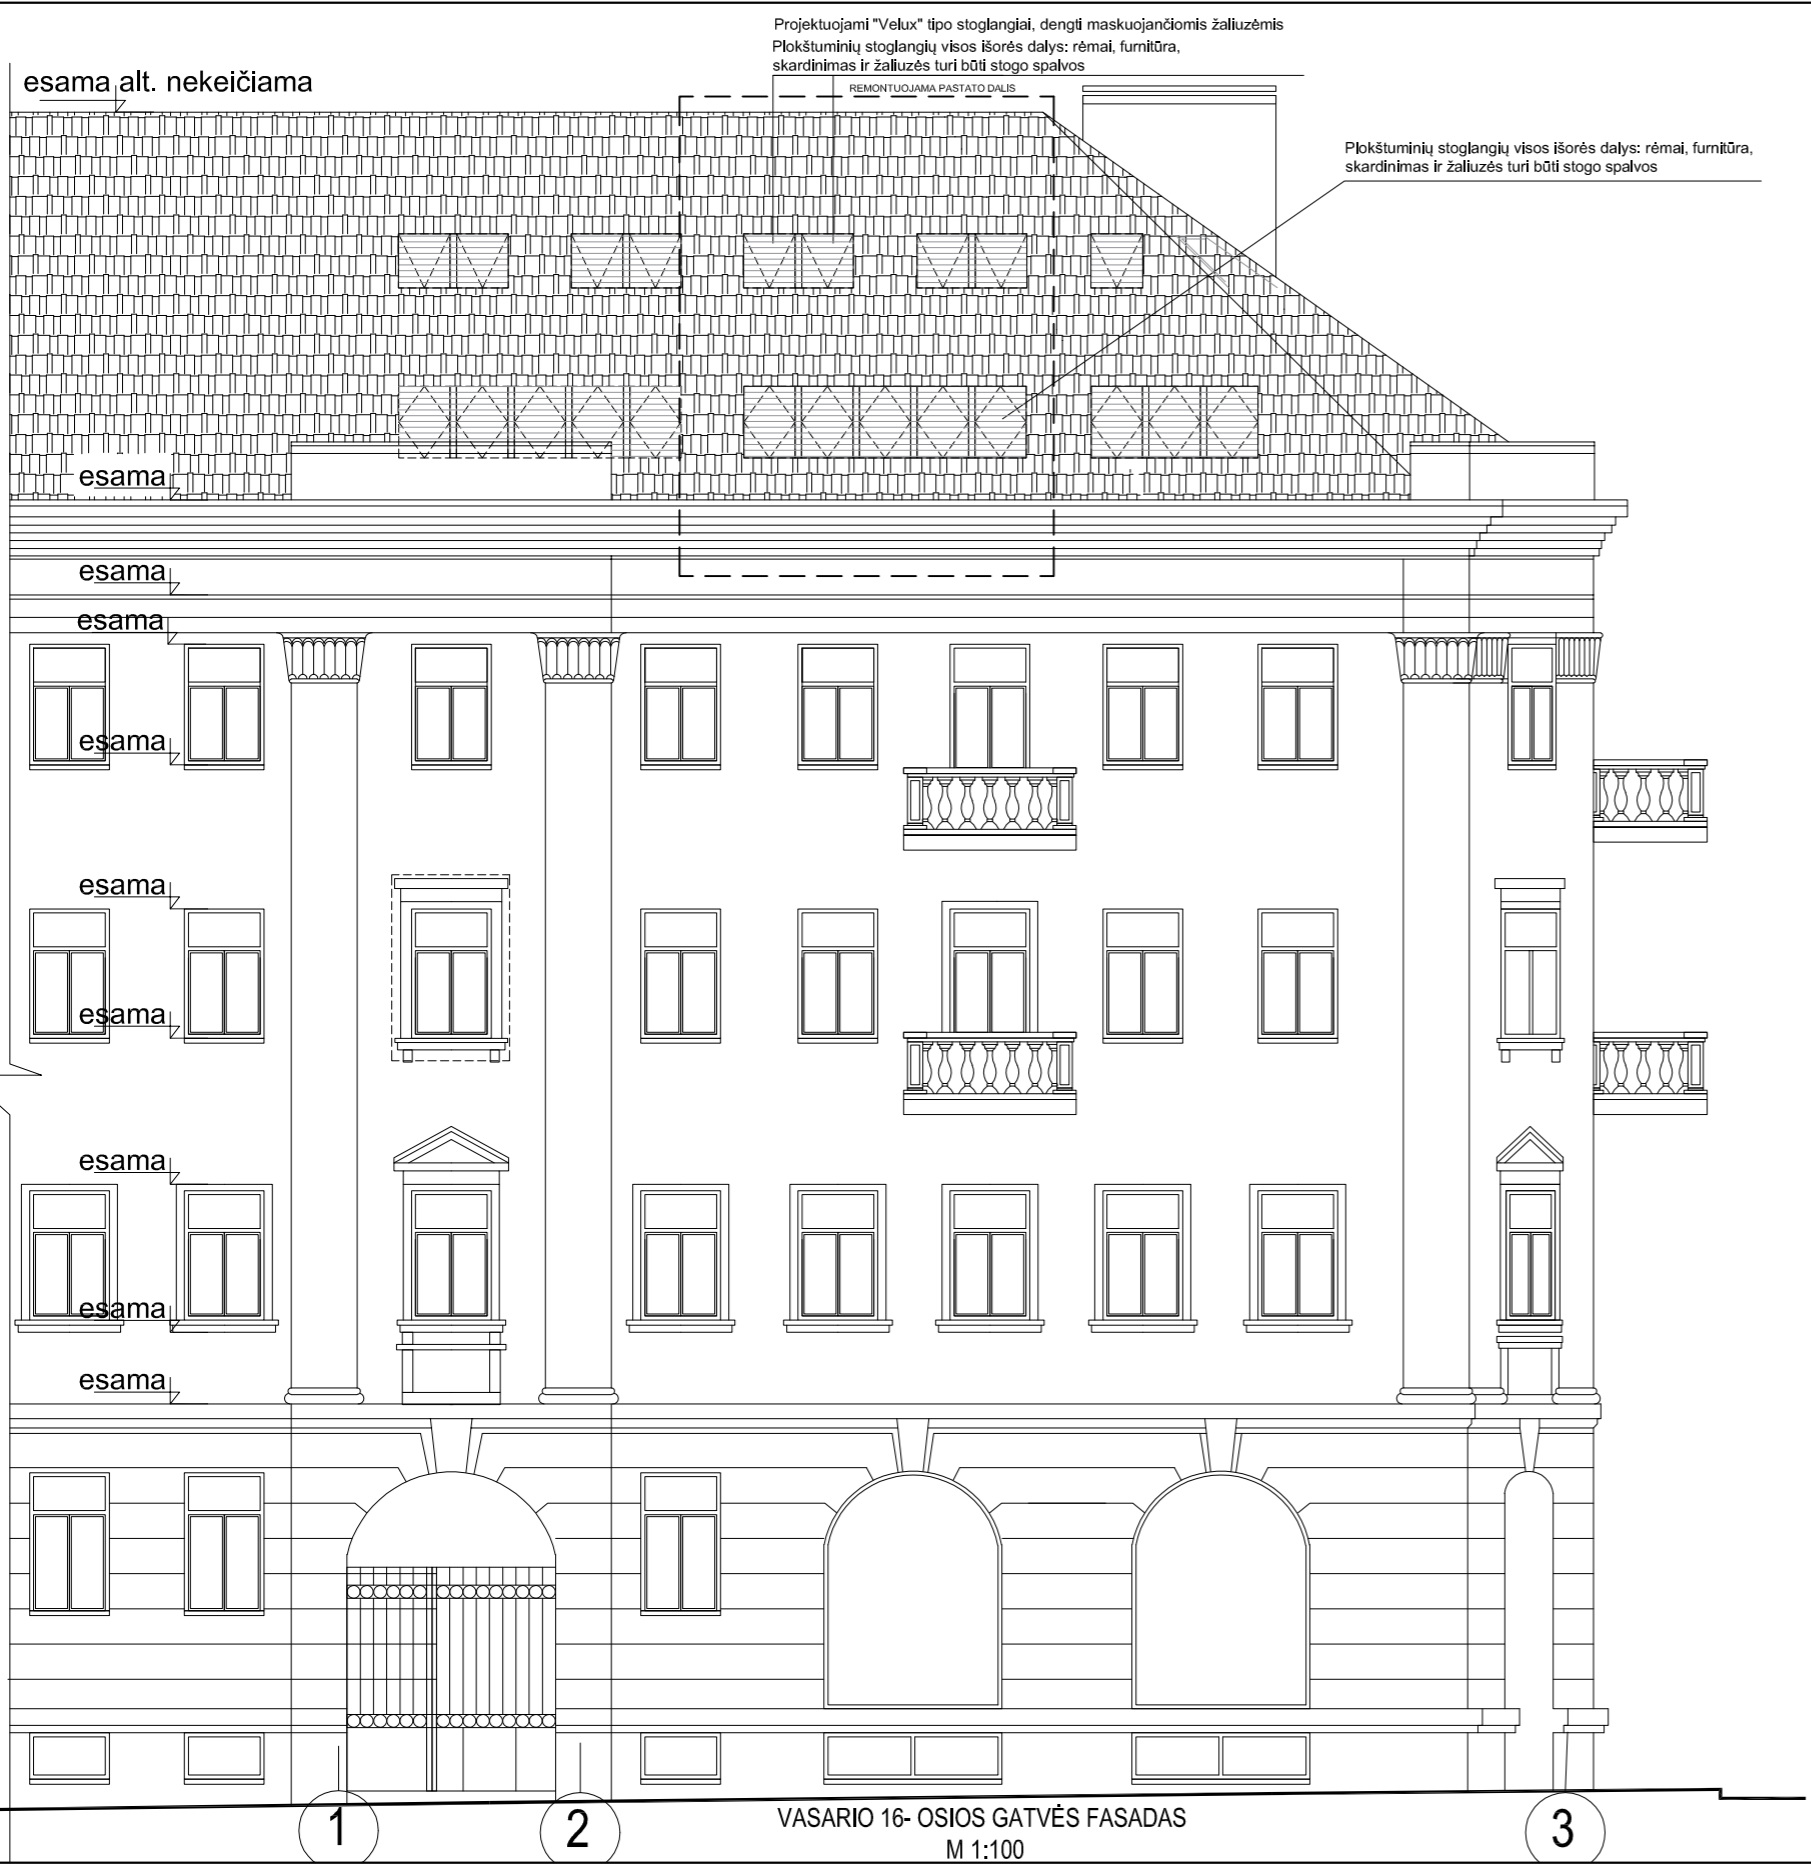 Projektuojami "Velux" tipo stoglangiai, dengti maskuojančiomis žaliuzėmis
Plokštuminių stoglangių visos išorės dalys: rėmai, furnitūra,
skardinimas ir žaliuzės turi būti stogo spalvos
esama alt. nekeičiama
REMONTUOJAMA PASTATO DALIS
Plokštuminių stoglangių visos išorės dalys: rėmai, furnitūra,
skardinimas ir žaliuzės turi būti stogo spalvos
esama
esama
esama
esama
esama
esama
esama
esama
esama
1
2
VASARIO 16- OSIOS GATVĖS FASADAS
M 1:100
3